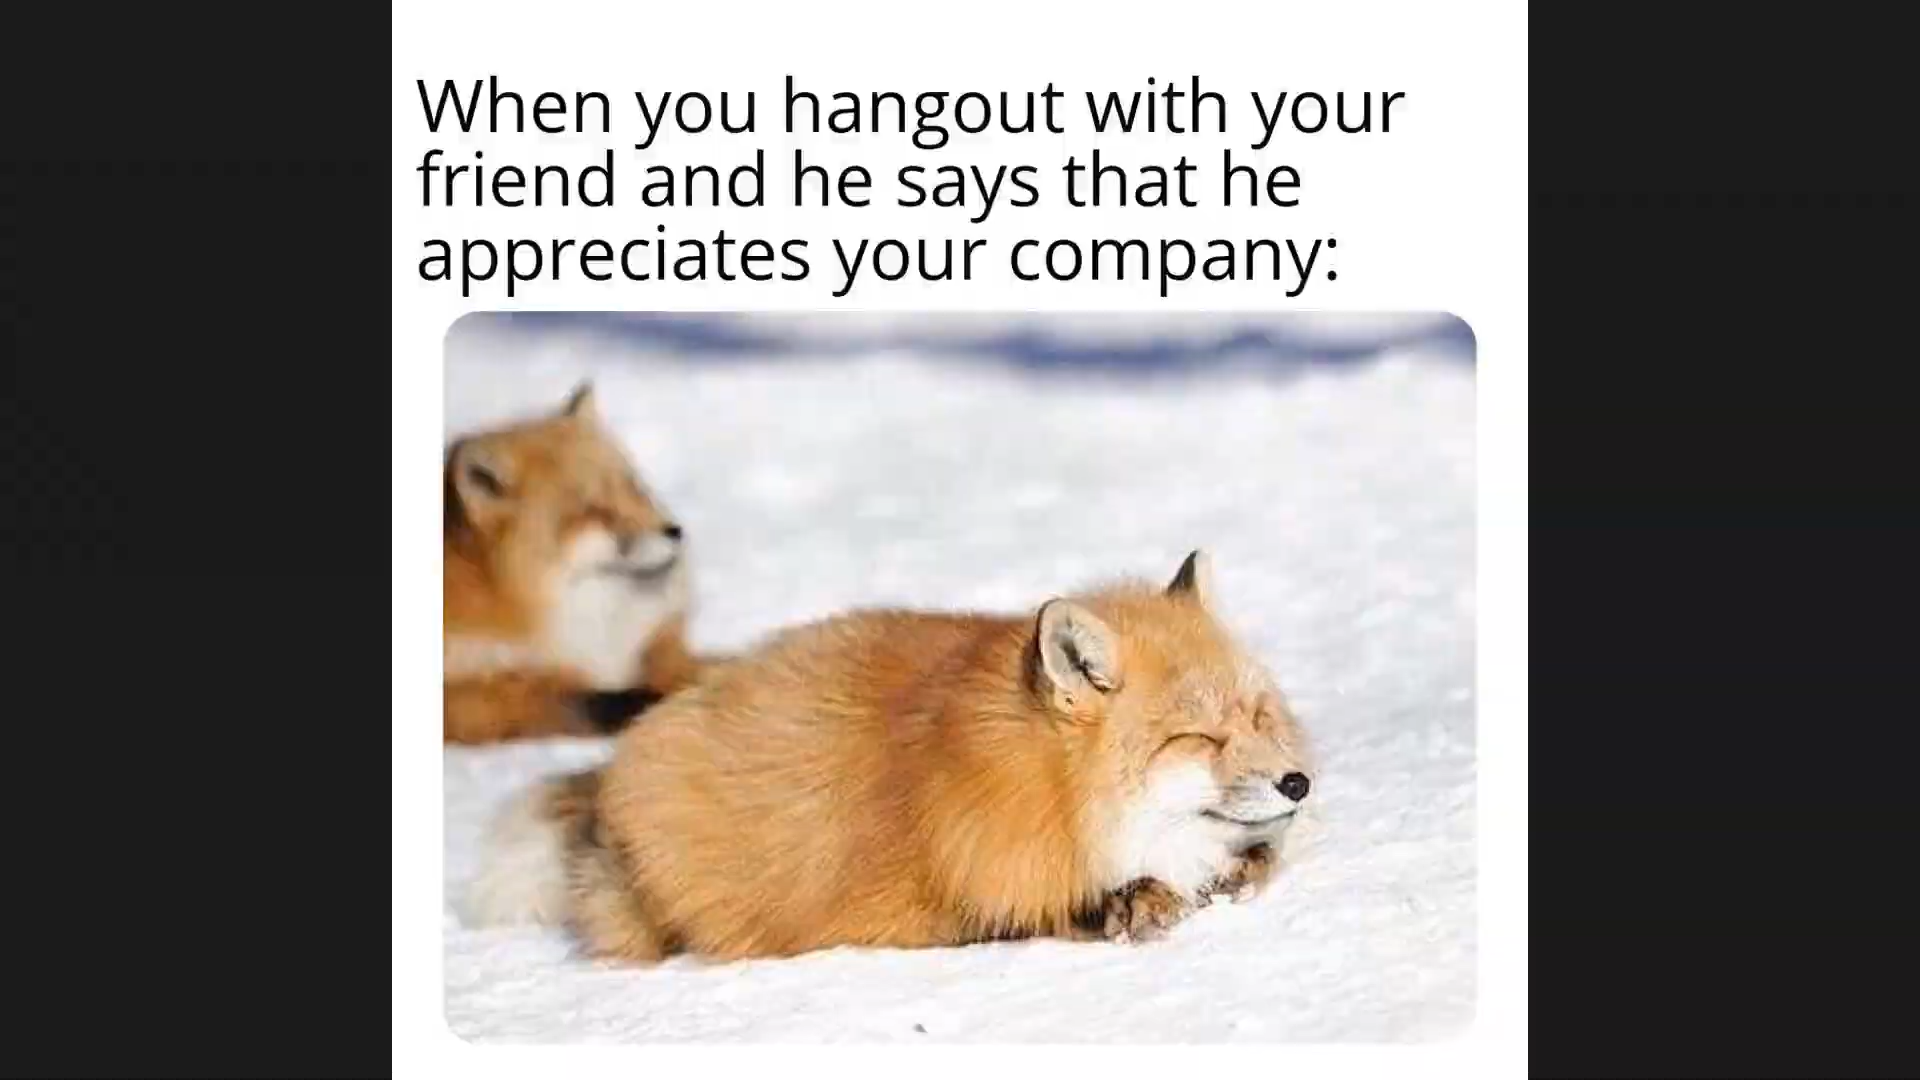 When you hangout with your
friend and he says that he
appreciates your company: